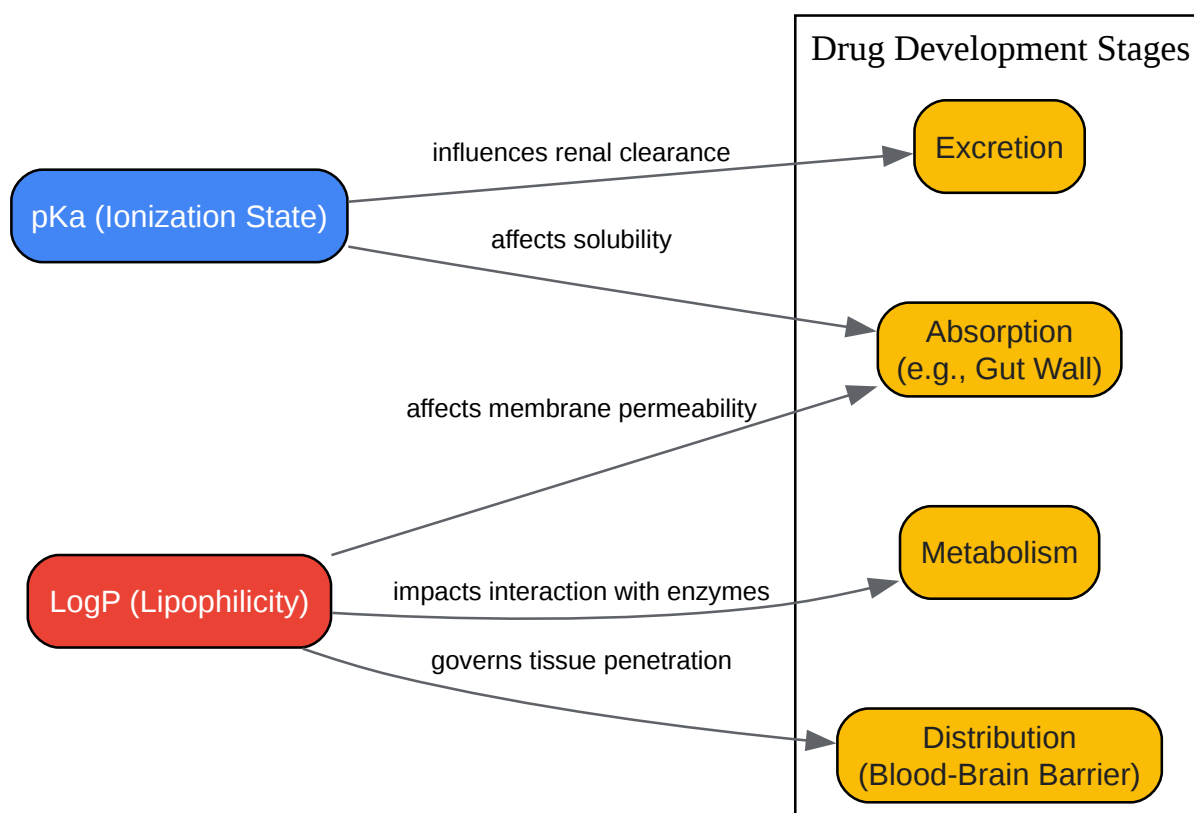 Drug Development Stages
influences renal clearance
Excretion
pKa (Ionization State)
affects solubility
Absorption
(e.g., Gut Wall)
affects membrane permeability
Metabolism
LogP (Lipophilicity)
impacts interaction with enzymes
governs tissue penetration
Distribution
(Blood-Brain Barrier)